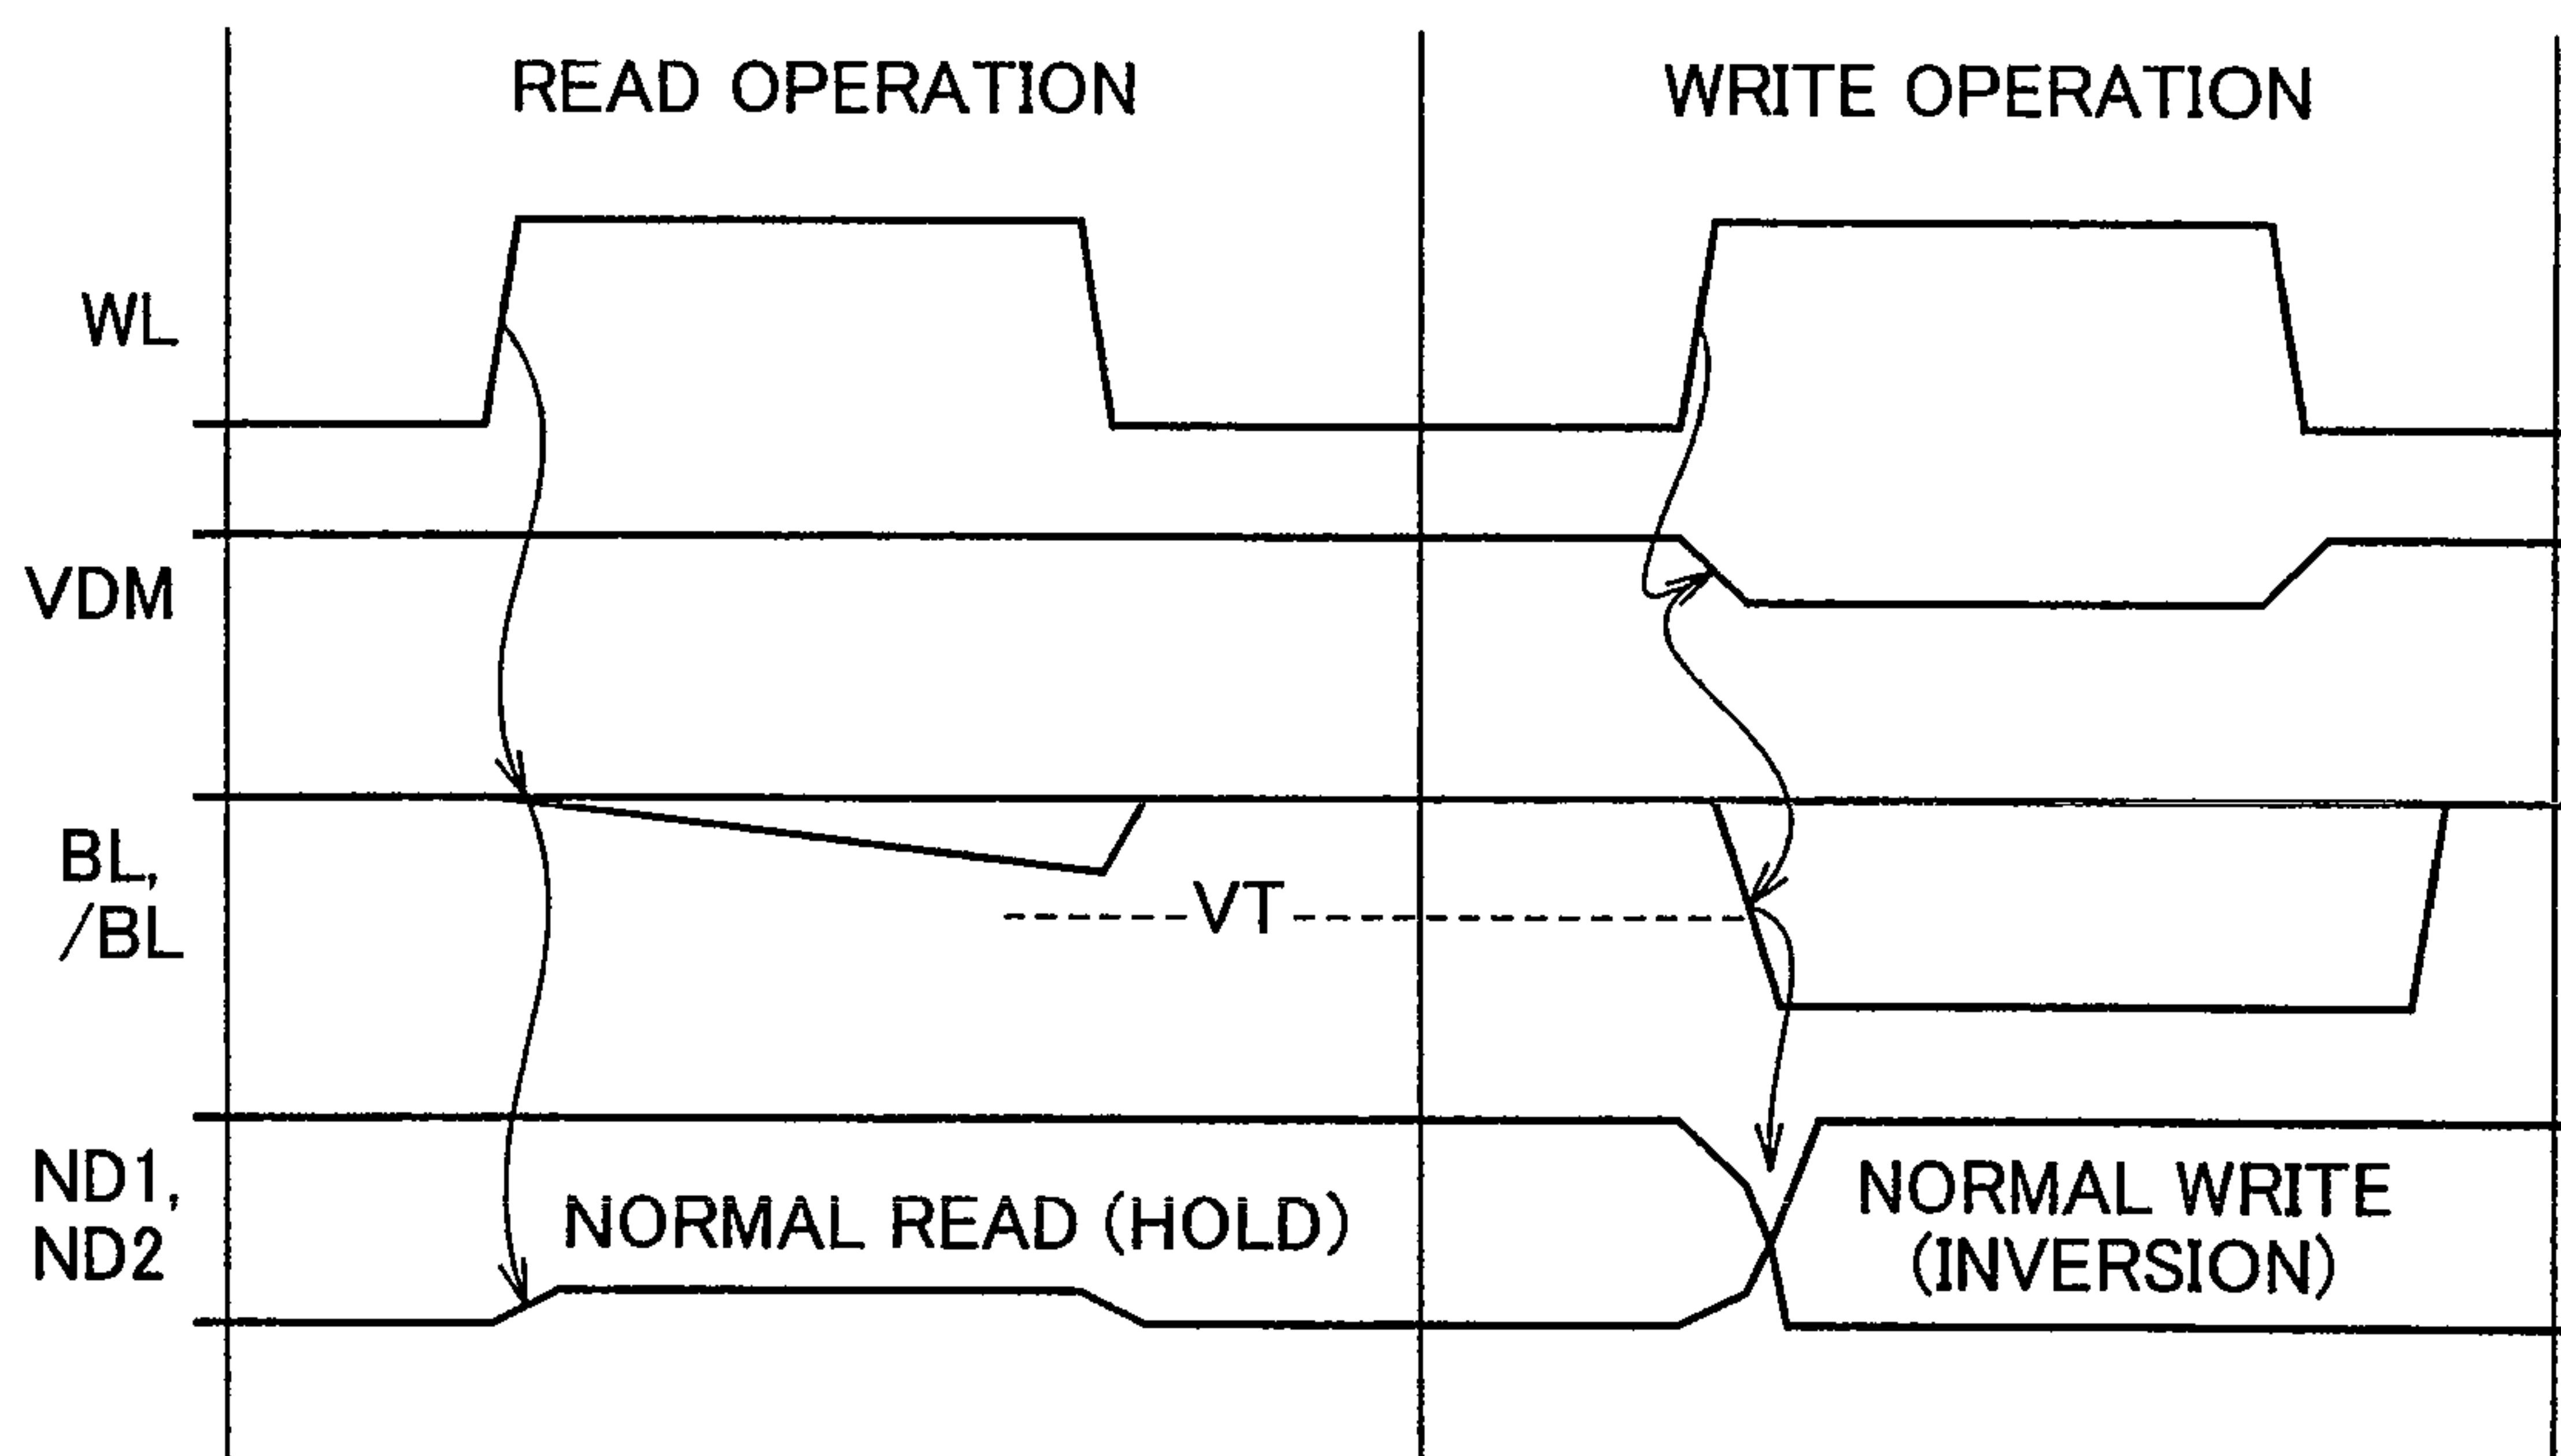 READ OPERATION
WRITE OPERATION
WL
VDM
BL,
/BL
VT
ND1,
ND2
NORMAL READ (HOLD)
NORMAL WRITE
(INVERSION)